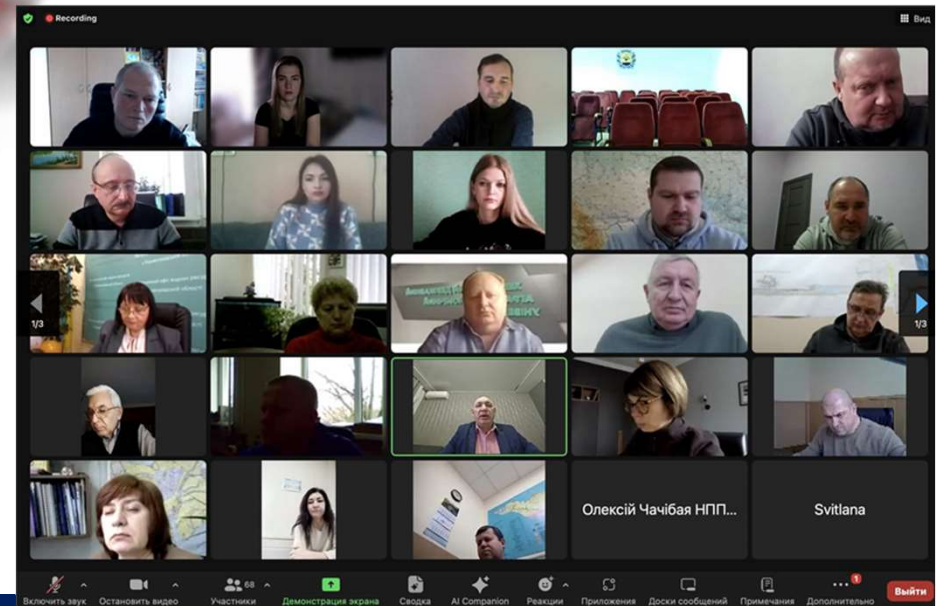 Recording
Вид
1/3
1/3
Олексій Чачібая НПП...
Svitlana
68
1
Включить звук
Остановить видео
Участники
Демонстрация экрана
Сводка
AI Companion
Реакции
Приложения
Доски сообщений
Примечания
Дополнительно
Выйти